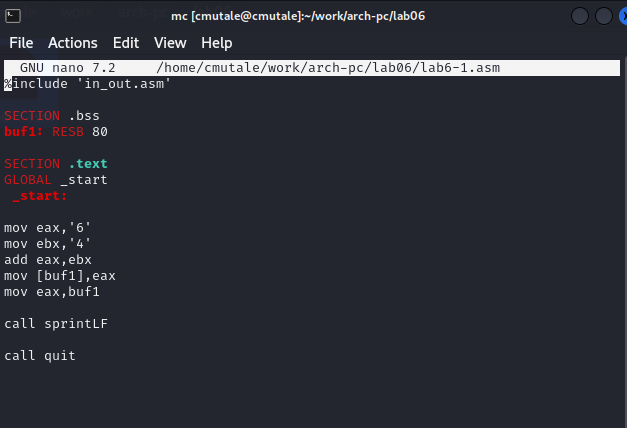 mc [cmutale@cmutale]:~/work/arch-pc/lab06
File Actions Edit View Help
GNU nano 7.2 /home/cmutale/work/arch-pc/lab06/lab6-1.asm
%include 'in_out.asm'
SECTION .bss
buf1: RESB 80
SECTION .text
GLOBAL _start
_start:
mov eax,'6'
mov ebx,'4'
add eax,ebx
mov [buf1],eax
mov eax,buf1
call sprintLF
call quit